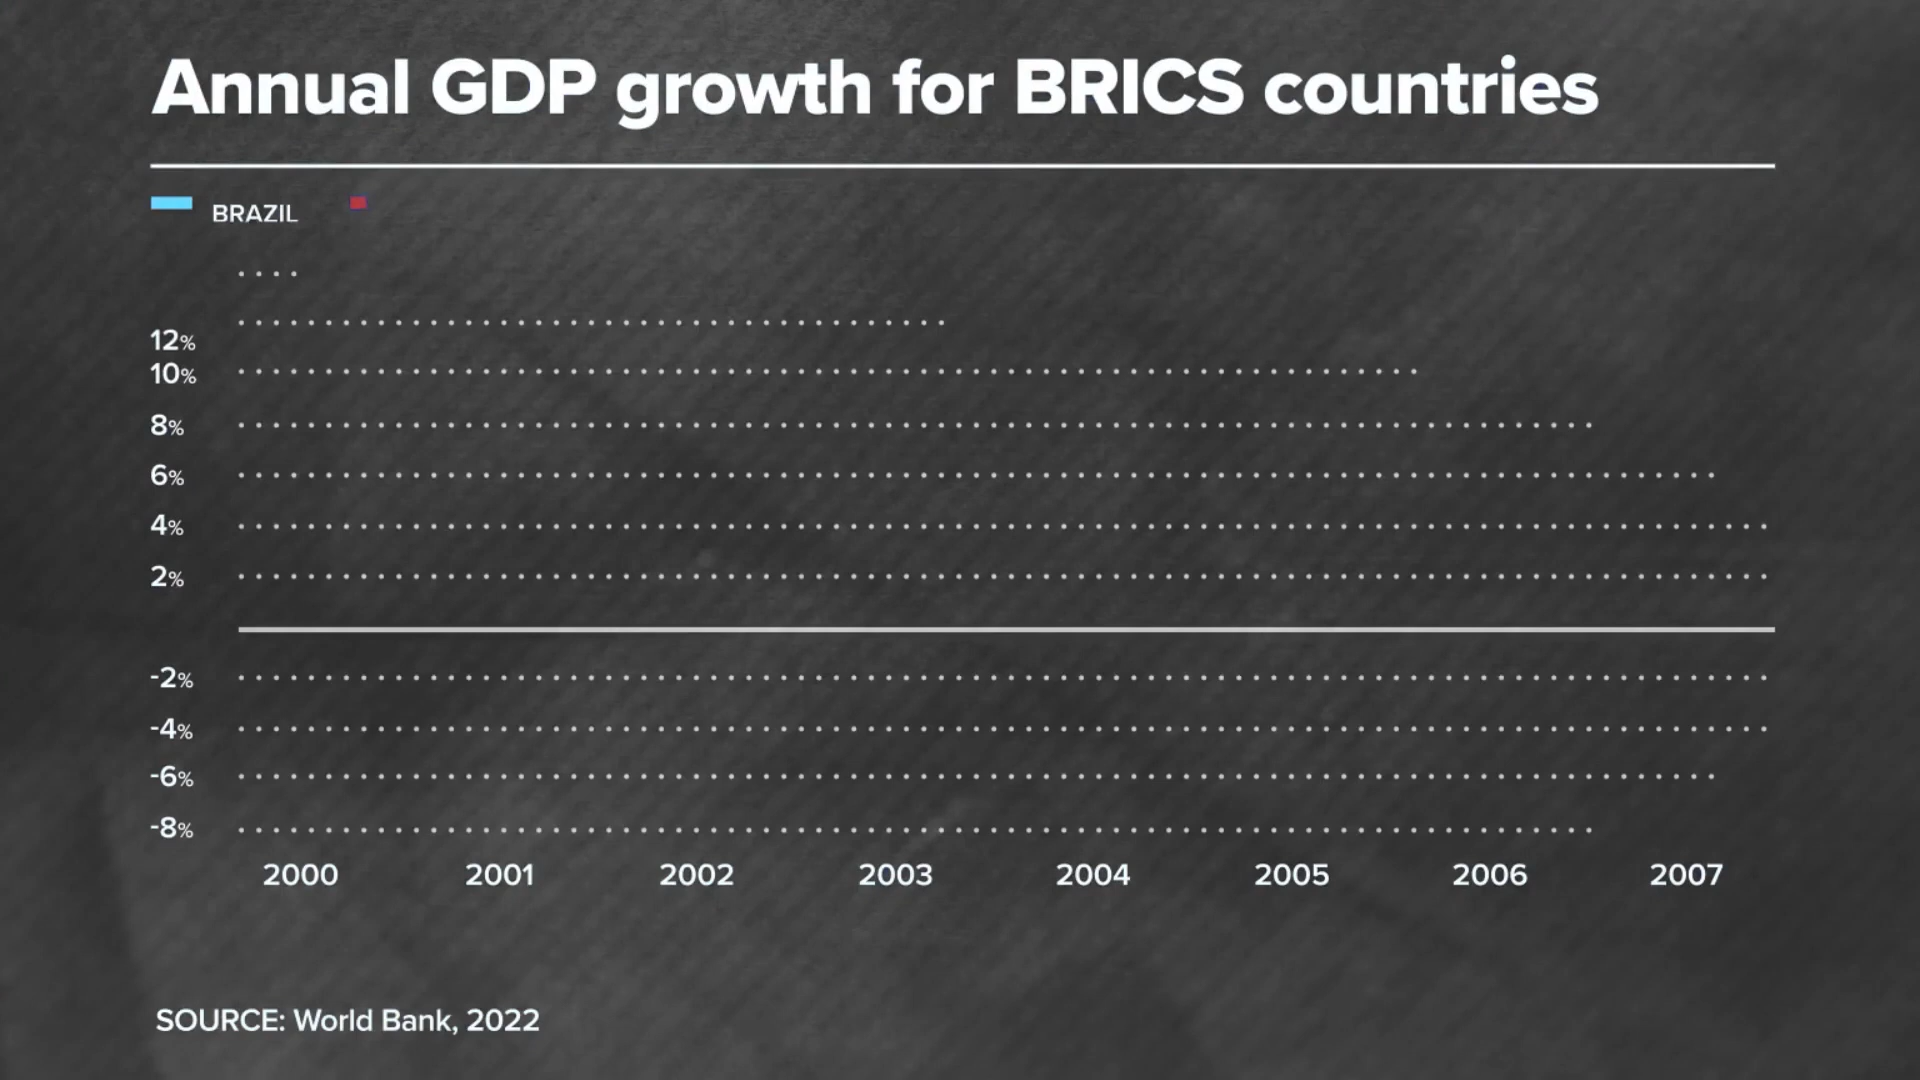 Annual GDP growth for BRICS countries
BRAZIL
12%
10%
8%
6%
4%
2%
-2%
-4%
-6%
-8%
2000 2001 2002 2003 2004 2005 2006 2007
SOURCE: World Bank, 2022